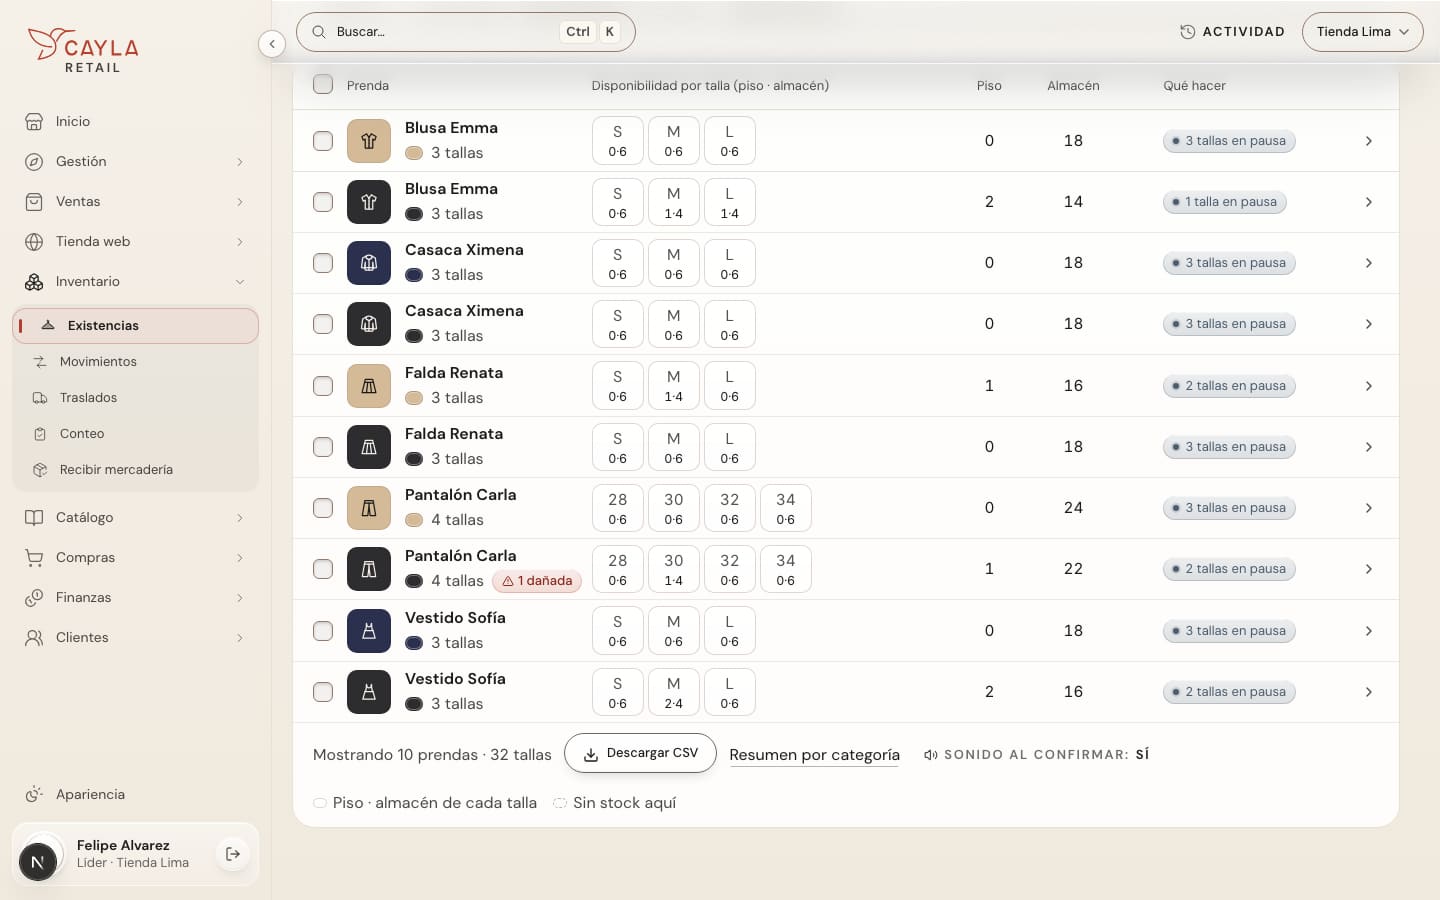 CAYLA
RETAIL
Buscar...
Ctrl K
ACTIVIDAD
Tienda Lima
Inicio
Gestión
Ventas
Tienda web
Inventario
Existencias
Movimientos
Traslados
Conteo
Recibir mercadería
Catálogo
Compras
Finanzas
Clientes
Apariencia
N
Felipe Alvarez
Líder · Tienda Lima
Prenda Disponibilidad por talla (piso · almacén) Piso Almacén Qué hacer
Blusa Emma
3 tallas
S M L
0·6 0·6 0·6
0 18 3 tallas en pausa
Blusa Emma
3 tallas
S M L
0·6 1·4 1·4
2 14 1 talla en pausa
Casaca Ximena
3 tallas
S M L
0·6 0·6 0·6
0 18 3 tallas en pausa
Casaca Ximena
3 tallas
S M L
0·6 0·6 0·6
0 18 3 tallas en pausa
Falda Renata
3 tallas
S M L
0·6 1·4 0·6
1 16 2 tallas en pausa
Falda Renata
3 tallas
S M L
0·6 0·6 0·6
0 18 3 tallas en pausa
Pantalón Carla
4 tallas
28 30 32 34
0·6 0·6 0·6 0·6
0 24 3 tallas en pausa
Pantalón Carla
4 tallas 1 dañada
28 30 32 34
0·6 1·4 0·6 0·6
1 22 2 tallas en pausa
Vestido Sofía
3 tallas
S M L
0·6 0·6 0·6
0 18 3 tallas en pausa
Vestido Sofía
3 tallas
S M L
0·6 2·4 0·6
2 16 2 tallas en pausa
Mostrando 10 prendas · 32 tallas Descargar CSV Resumen por categoría SONIDO AL CONFIRMAR: SÍ
Piso · almacén de cada talla Sin stock aquí